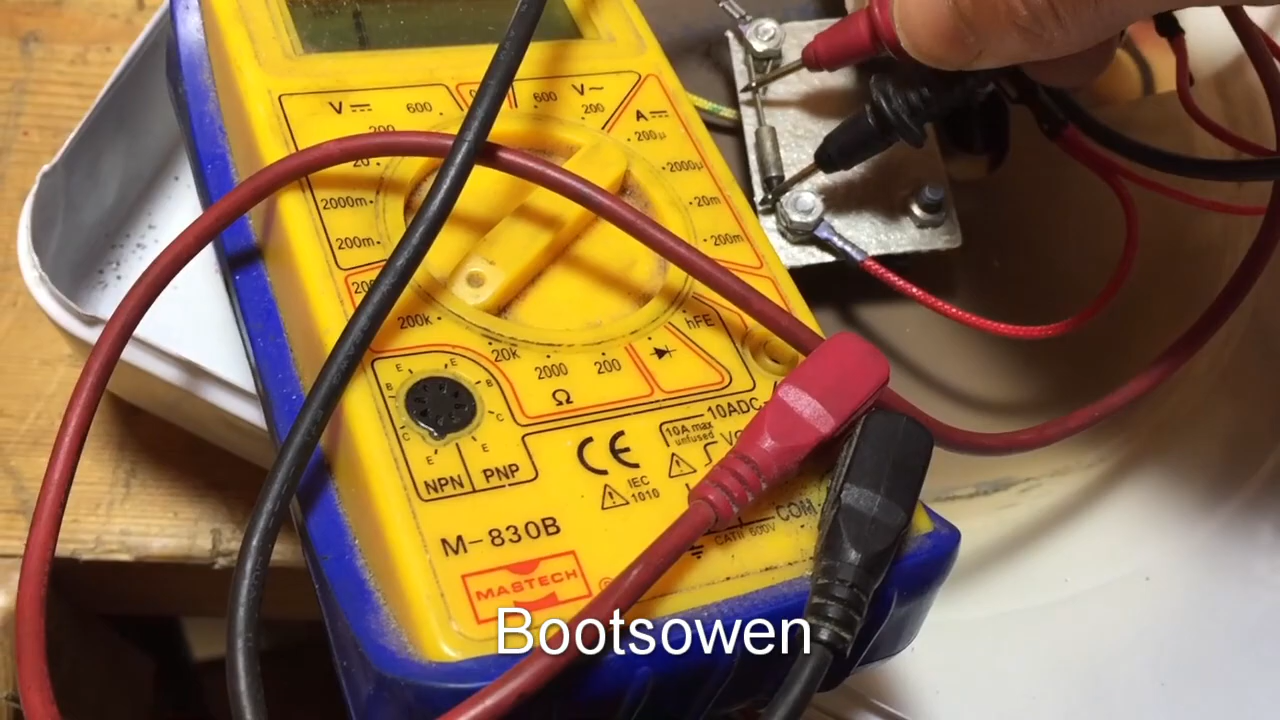 V⎓ 600 600 V~
200 200 A⎓
20 200µ
2000m 2000µ
200m 20m
200m
200k hFE
20k 2000 200
Ω
E E
B B
C C
E E
NPN PNP
10ADC
10A max
unfused
CE
IEC
1010
COM
CATII 600V
M-830B
MASTECH
®
Bootsowen